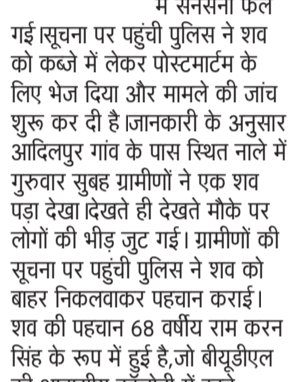 में सनसनी फैल
गई।सूचना पर पहुंची पुलिस ने शव
को कब्जे में लेकर पोस्टमार्टम के
लिए भेज दिया और मामले की जांच
शुरू कर दी है।जानकारी के अनुसार
आदिलपुर गांव के पास स्थित नाले में
गुरुवार सुबह ग्रामीणों ने एक शव
पड़ा देखा।देखते ही देखते मौके पर
लोगों की भीड़ जुट गई। ग्रामीणों की
सूचना पर पहुंची पुलिस ने शव को
बाहर निकलवाकर पहचान कराई।
शव की पहचान 68 वर्षीय राम करन
सिंह के रूप में हुई है,जो बीयूडीएल